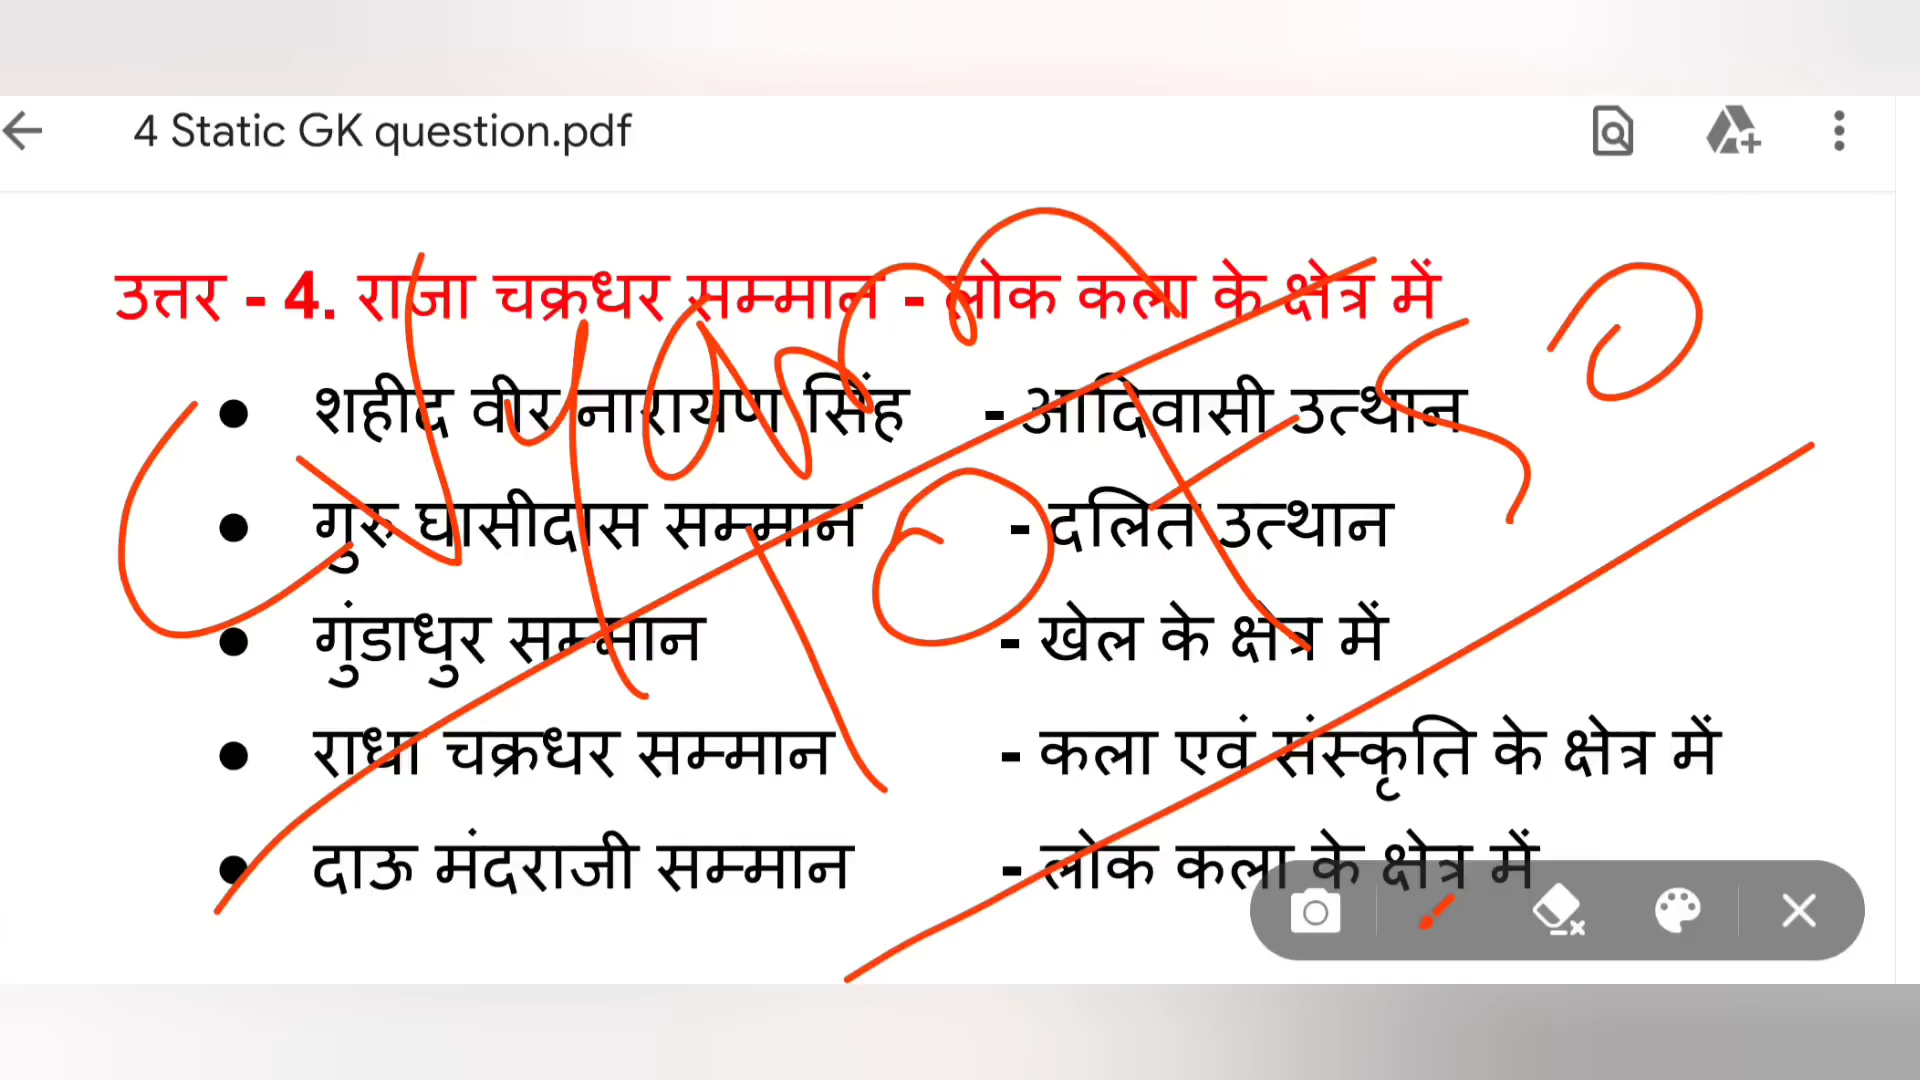 4 Static GK question.pdf
उत्तर - 4. राजा चक्रधर सम्मान - लोक कला के क्षेत्र में
● शहीद वीर नारायण सिंह - आदिवासी उत्थान
● गुरु घासीदास सम्मान - दलित उत्थान
● गुंडाधुर सम्मान - खेल के क्षेत्र में
● राधा चक्रधर सम्मान - कला एवं संस्कृति के क्षेत्र में
● दाऊ मंदराजी सम्मान - लोक कला के क्षेत्र में